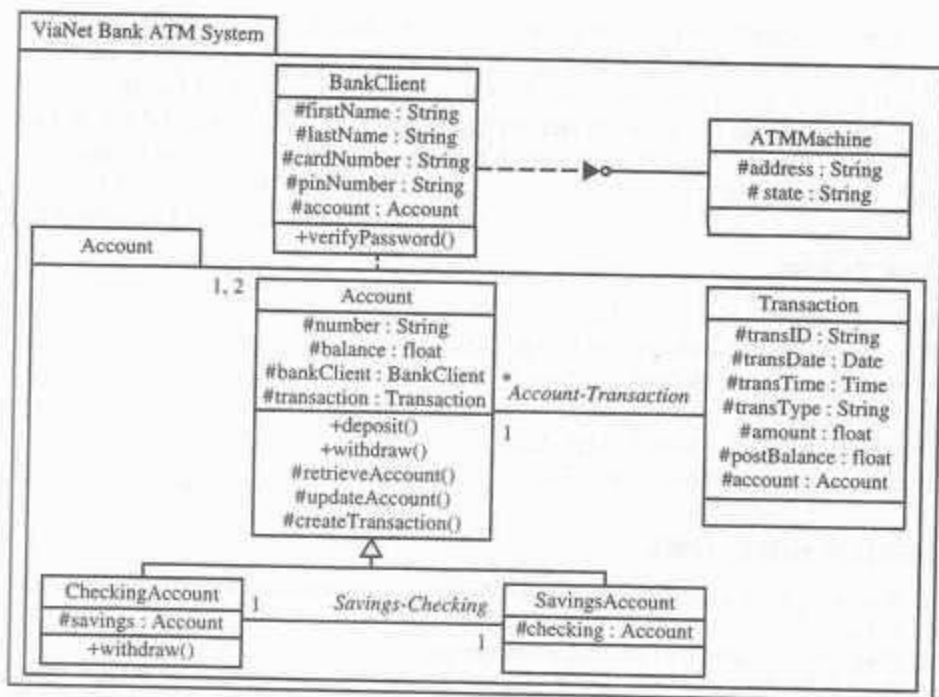 ViaNet Bank ATM System
BankClient
#firstName : String
#lastName : String
#cardNumber : String
#pinNumber : String
#account : Account
+verifyPassword()
ATMMachine
#address : String
# state : String
Account
1, 2
Account
#number : String
#balance : float
#bankClient : BankClient
#transaction : Transaction
+deposit()
+withdraw()
#retrieveAccount()
#updateAccount()
#createTransaction()
*
Account-Transaction
1
Transaction
#transID : String
#transDate : Date
#transTime : Time
#transType : String
#amount : float
#postBalance : float
#account : Account
CheckingAccount
#savings : Account
+withdraw()
1
Savings-Checking
1
SavingsAccount
#checking : Account